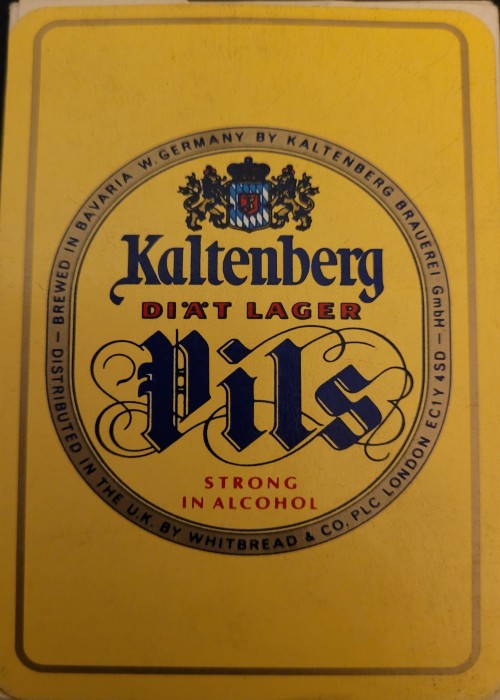 BREWED IN BAVARIA W. GERMANY BY KALTENBERG BRAUEREI GmbH –
DISTRIBUTED IN THE U.K. BY WHITBREAD & CO. PLC LONDON EC1Y 4SD –
Kaltenberg
DIÄT LAGER
Pils
STRONG
IN ALCOHOL